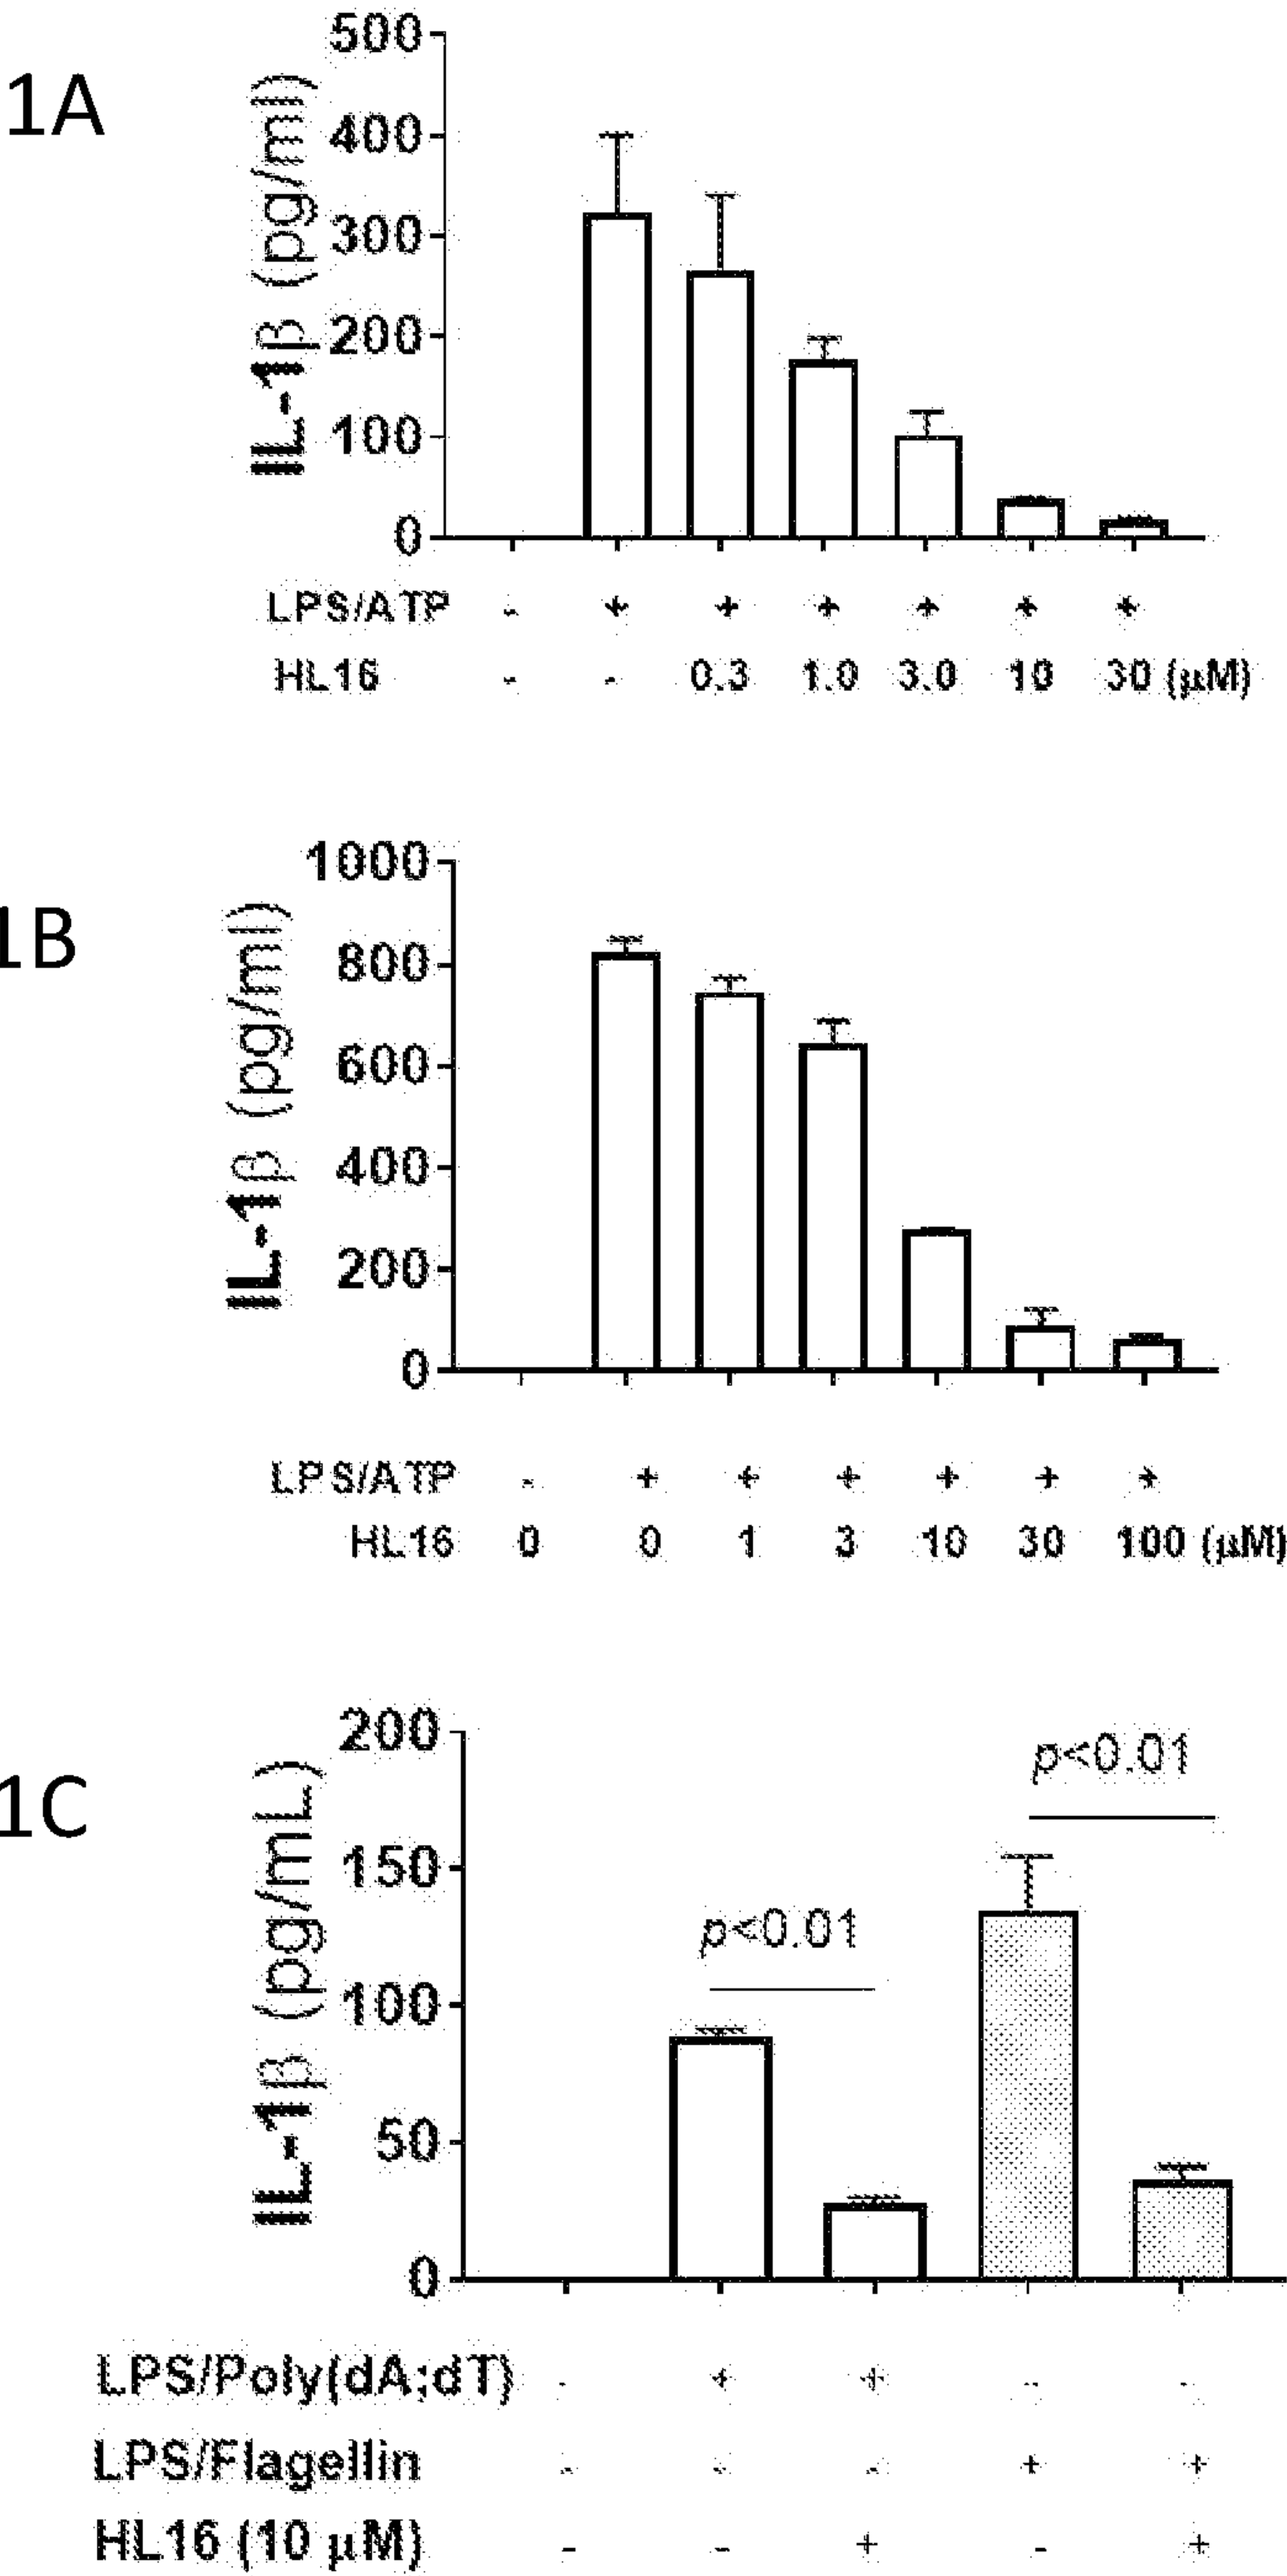 1A
IL-1β (pg/ml)
500
400
300
200
100
0
LPS/ATP - + + + + + +
HL16 - - 0.3 1.0 3.0 10 30 (μM)
1B
IL-1β (pg/ml)
1000
800
600
400
200
0
LPS/ATP - + + + + + +
HL16 0 0 1 3 10 30 100 (μM)
1C
IL-1β (pg/mL)
200
150
100
50
0
p<0.01
p<0.01
LPS/Poly(dA;dT) - + + - -
LPS/Flagellin - - - + +
HL16 (10 μM) - - + - +